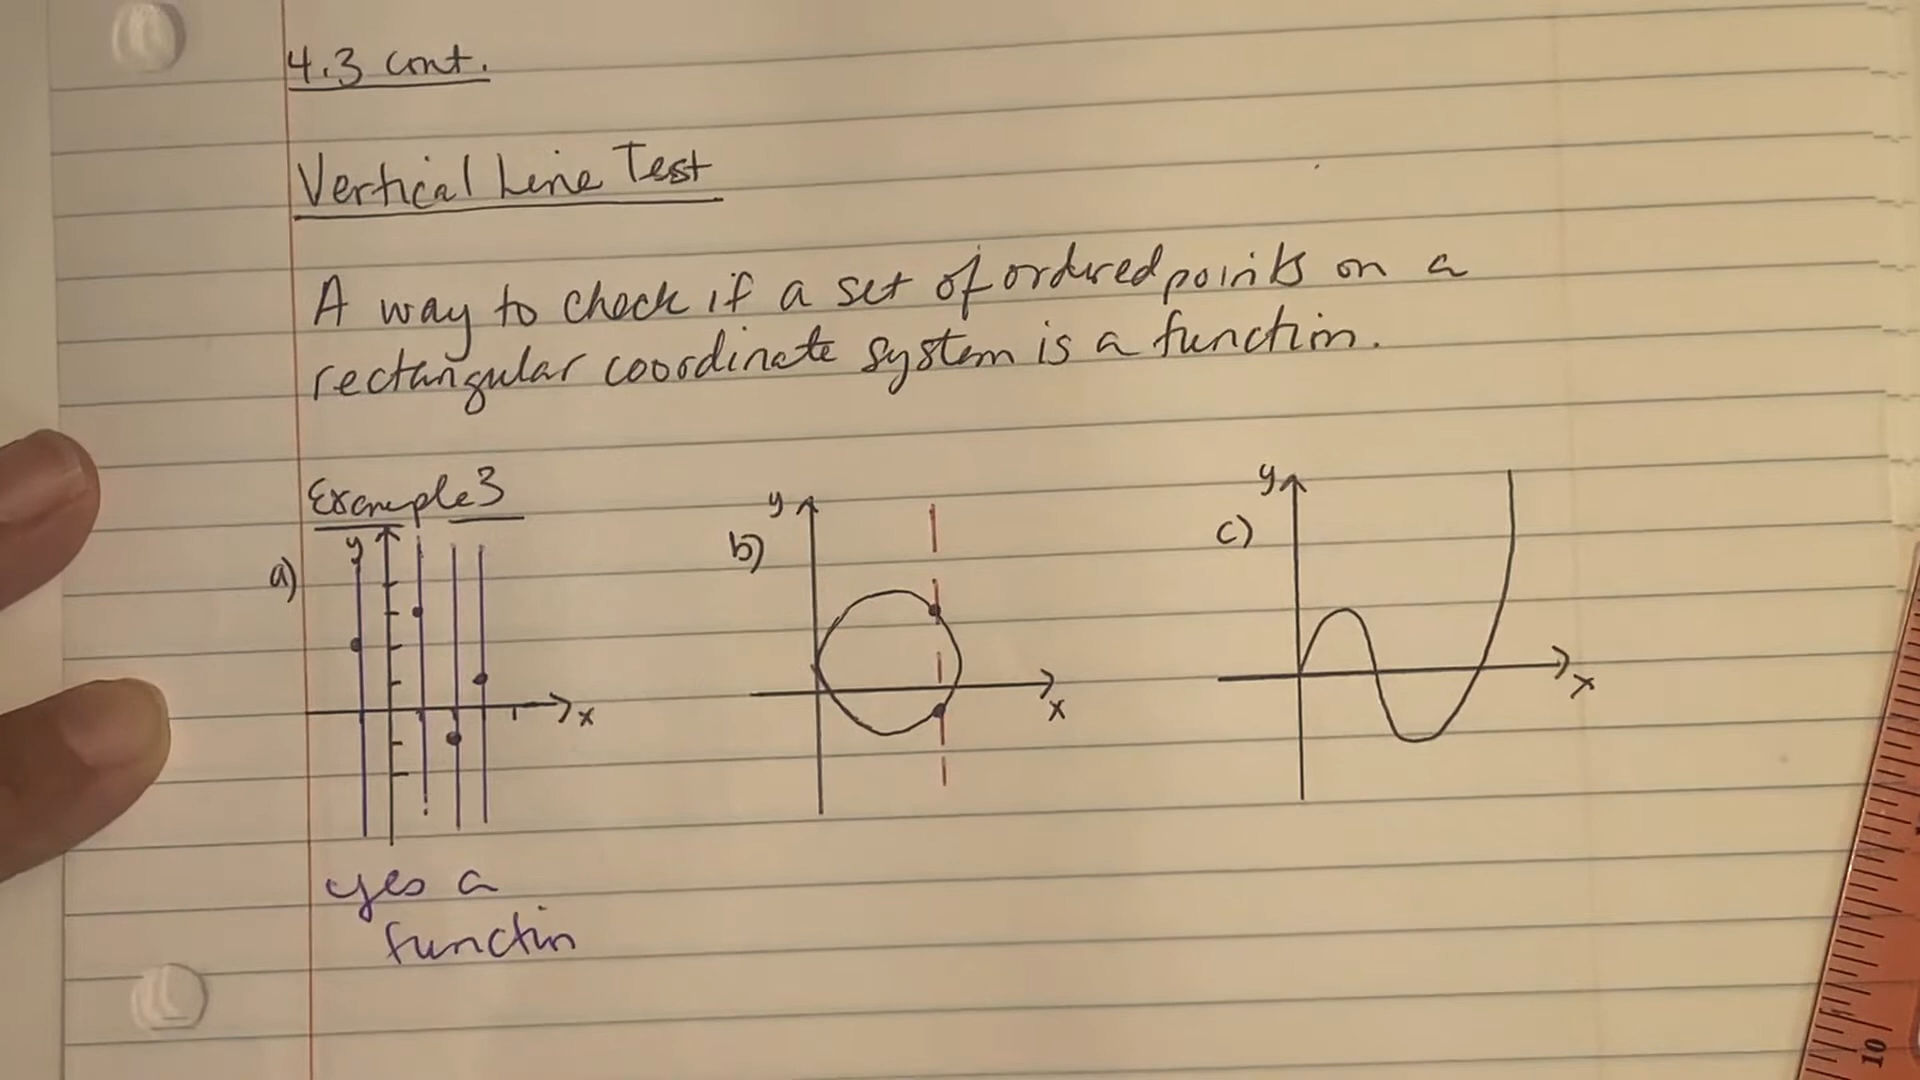 4.3 cont.
Vertical Line Test
A way to check if a set of ordered points on a
rectangular coordinate system is a function.
Example 3
a)
y
x
b)
y
x
c)
y
x
yes a
function
10